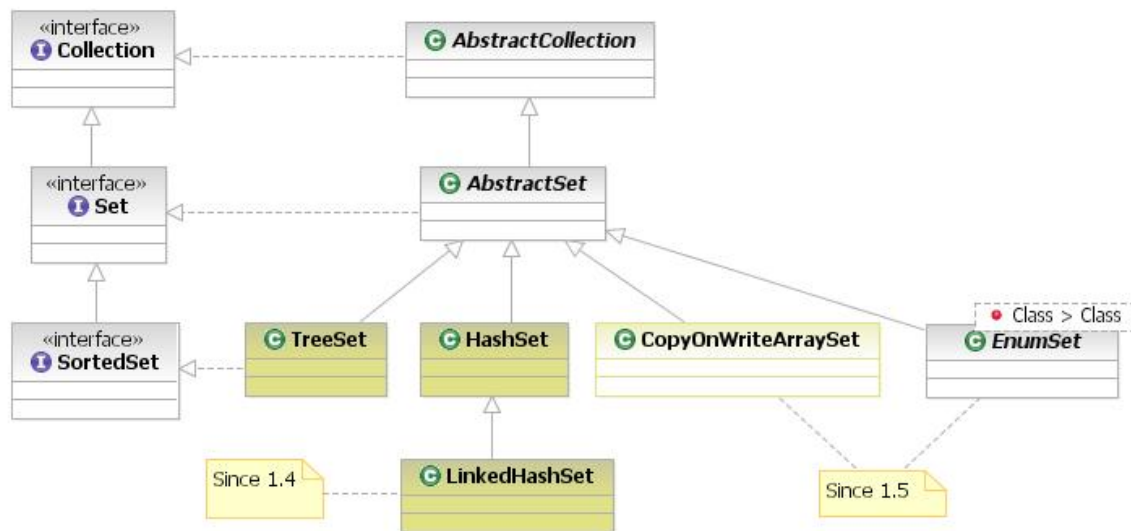 «interface»
I Collection
C AbstractCollection
«interface»
I Set
C AbstractSet
«interface»
I SortedSet
C TreeSet
C HashSet
C CopyOnWriteArraySet
Class > Class
C EnumSet
Since 1.4
C LinkedHashSet
Since 1.5